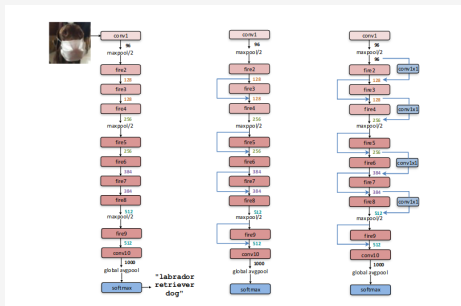 conv1
96
maxpool/2
fire2
128
fire3
128
fire4
256
maxpool/2
fire5
256
fire6
384
fire7
384
fire8
512
maxpool/2
fire9
512
conv10
1000
global avgpool
softmax
"labrador
retriever
dog"
conv1
96
maxpool/2
fire2
128
fire3
128
fire4
256
maxpool/2
fire5
256
fire6
384
fire7
384
fire8
512
maxpool/2
fire9
512
conv10
1000
global avgpool
softmax
conv1
96
maxpool/2
96
conv1x1
fire2
128
fire3
128
conv1x1
fire4
256
maxpool/2
fire5
256
conv1x1
fire6
384
fire7
384
conv1x1
fire8
512
maxpool/2
fire9
512
conv10
1000
global avgpool
softmax